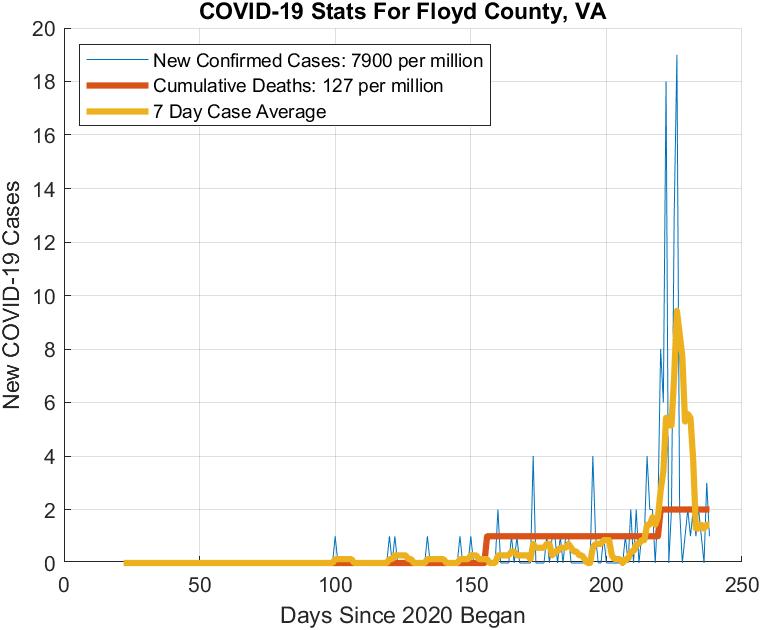 COVID-19 Stats For Floyd County, VA
New Confirmed Cases: 7900 per million
Cumulative Deaths: 127 per million
7 Day Case Average
New COVID-19 Cases
20
18
16
14
12
10
8
6
4
2
0
0 50 100 150 200 250
Days Since 2020 Began